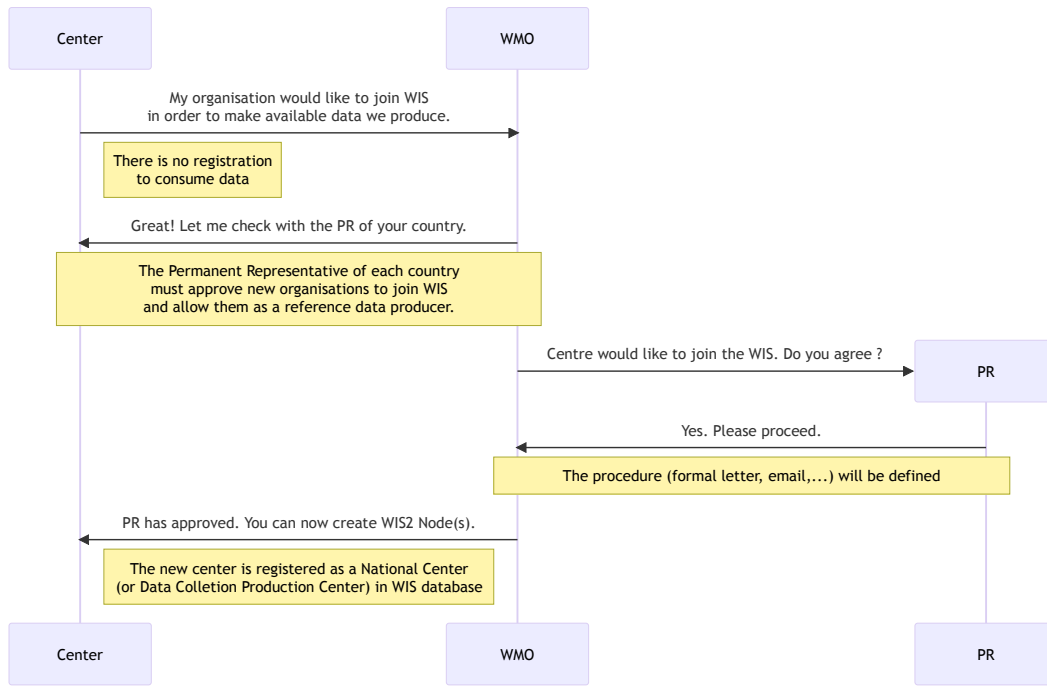 Center
WMO
My organisation would like to join WIS
in order to make available data we produce.
There is no registration
to consume data
Great! Let me check with the PR of your country.
The Permanent Representative of each country
must approve new organisations to join WIS
and allow them as a reference data producer.
Centre would like to join the WIS. Do you agree ?
PR
Yes. Please proceed.
The procedure (formal letter, email,...) will be defined
PR has approved. You can now create WIS2 Node(s).
The new center is registered as a National Center
(or Data Colletion Production Center) in WIS database
Center
WMO
PR